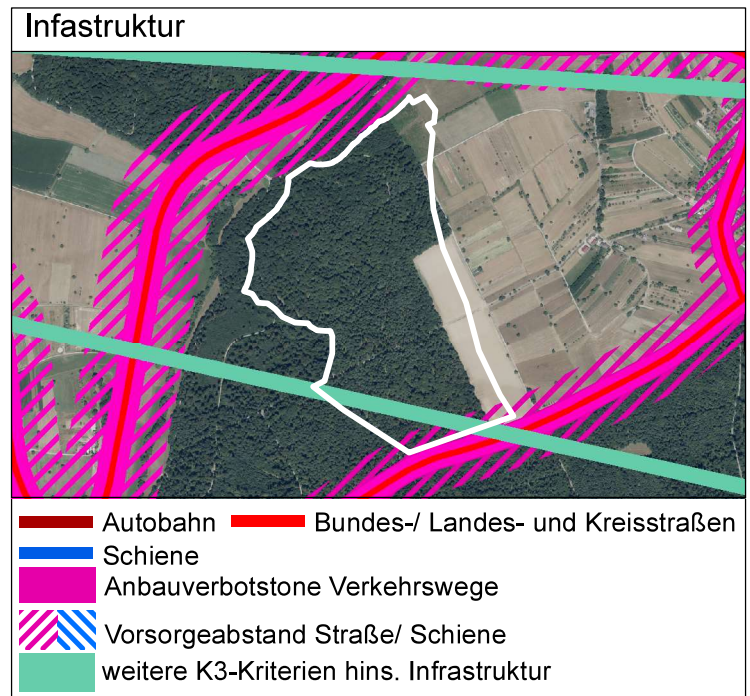 Infastruktur
Autobahn Bundes-/ Landes- und Kreisstraßen
Schiene
Anbauverbotstone Verkehrswege
Vorsorgeabstand Straße/ Schiene
weitere K3-Kriterien hins. Infrastruktur